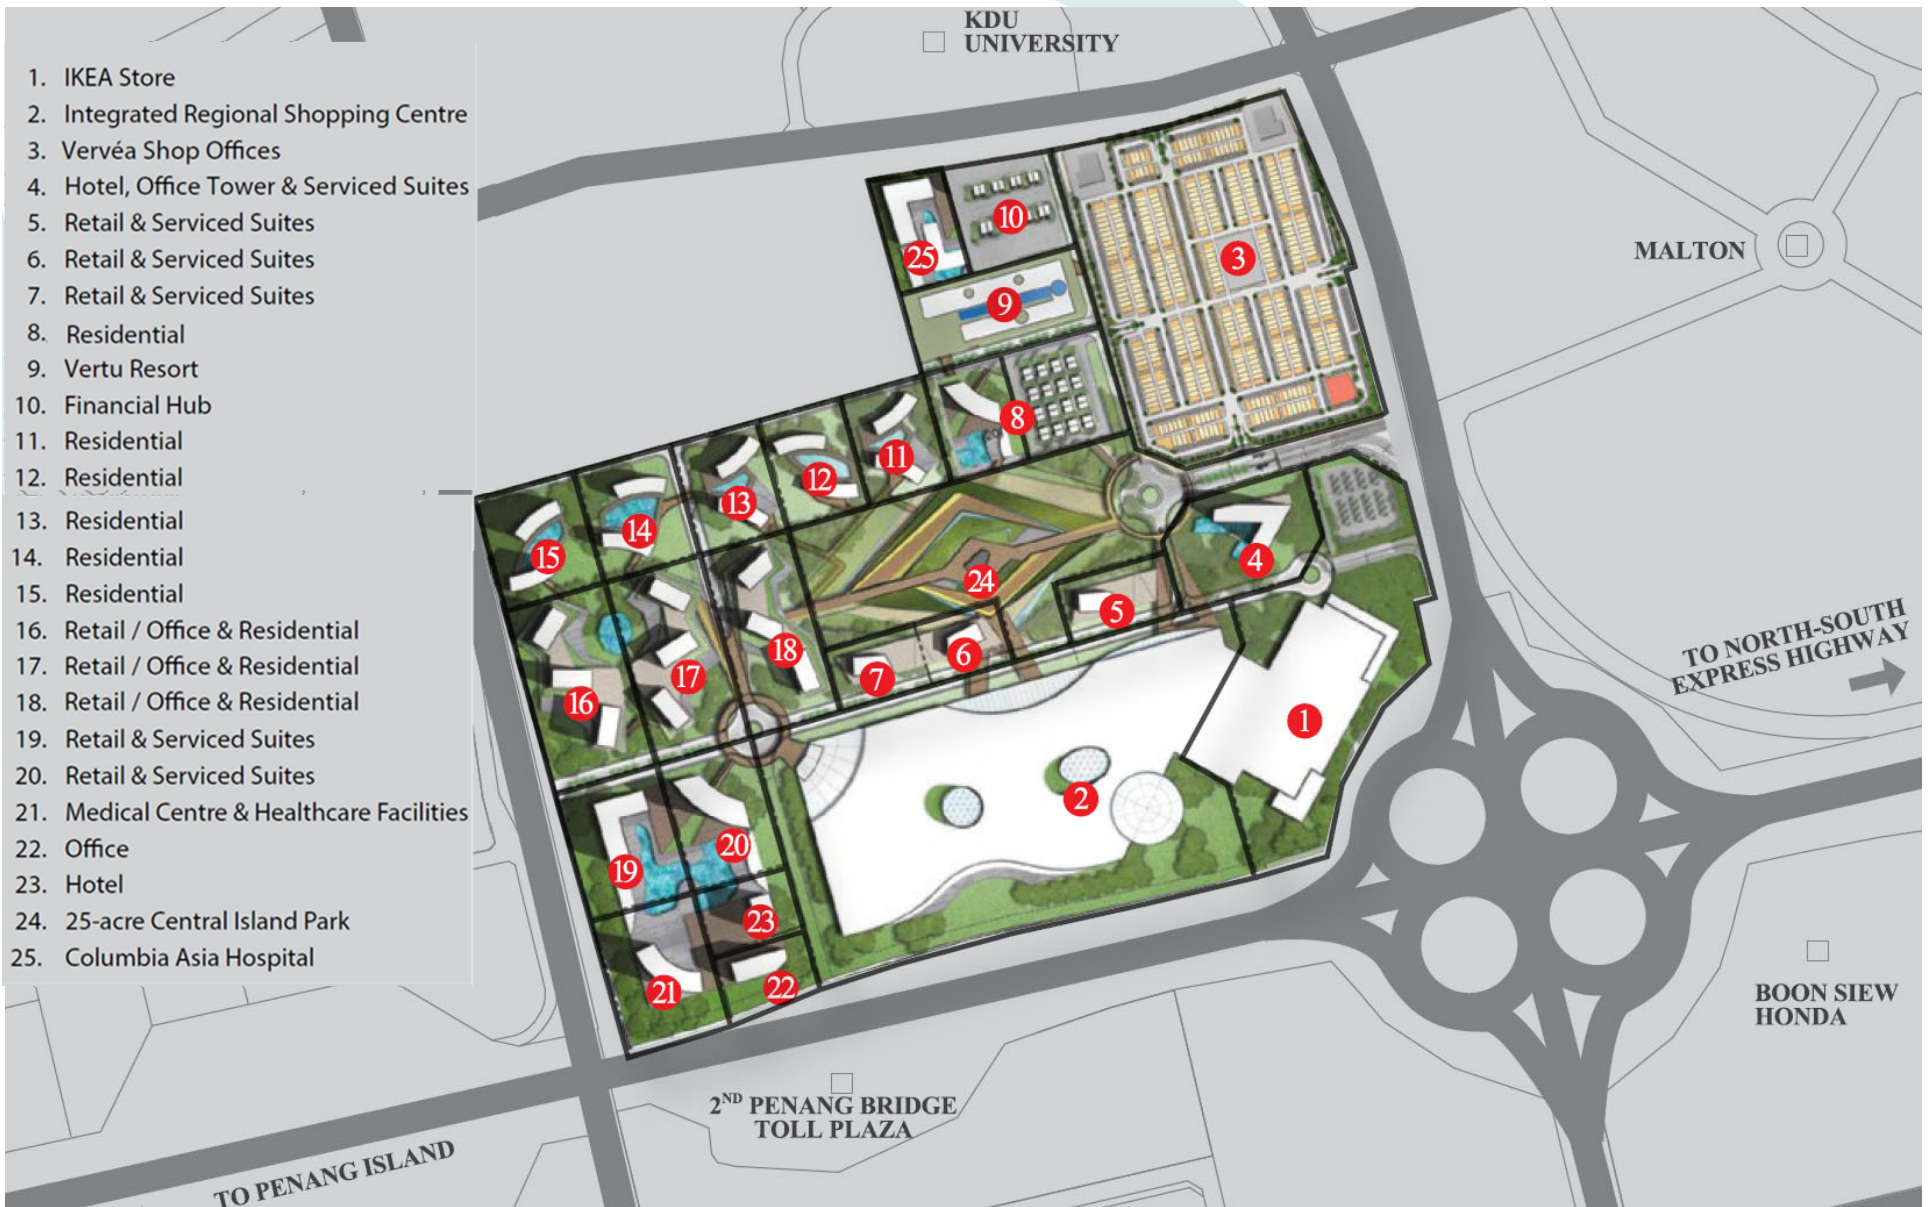 KDU
UNIVERSITY
1. IKEA Store
2. Integrated Regional Shopping Centre
3. Vervéa Shop Offices
4. Hotel, Office Tower & Serviced Suites
5. Retail & Serviced Suites
6. Retail & Serviced Suites
7. Retail & Serviced Suites
8. Residential
9. Vertu Resort
10. Financial Hub
11. Residential
12. Residential
13. Residential
14. Residential
15. Residential
16. Retail / Office & Residential
17. Retail / Office & Residential
18. Retail / Office & Residential
19. Retail & Serviced Suites
20. Retail & Serviced Suites
21. Medical Centre & Healthcare Facilities
22. Office
23. Hotel
24. 25-acre Central Island Park
25. Columbia Asia Hospital
10
25
3
9
8
11
12
13
14
15
4
24
5
6
7
18
17
16
1
2
20
19
23
22
21
MALTON
TO NORTH-SOUTH
EXPRESS HIGHWAY
BOON SIEW
HONDA
2ND PENANG BRIDGE
TOLL PLAZA
TO PENANG ISLAND